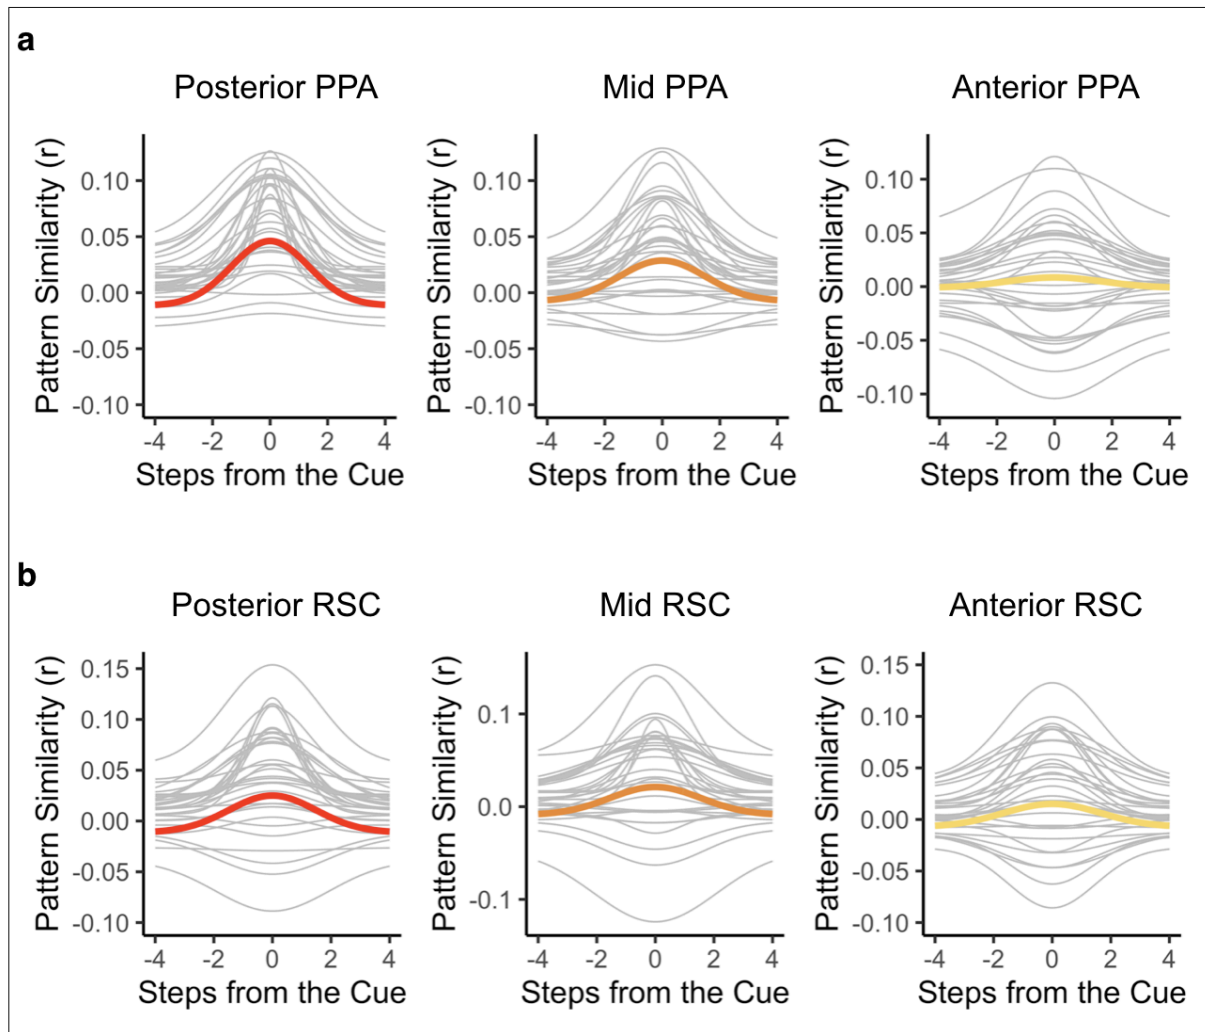 a
Posterior PPA
Mid PPA
Anterior PPA
Pattern Similarity (r)
0.10
0.05
0.00
-0.05
-0.10
-4 -2 0 2 4
Steps from the Cue
Pattern Similarity (r)
0.10
0.05
0.00
-0.05
-0.10
-4 -2 0 2 4
Steps from the Cue
Pattern Similarity (r)
0.10
0.05
0.00
-0.05
-0.10
-4 -2 0 2 4
Steps from the Cue
b
Posterior RSC
Mid RSC
Anterior RSC
Pattern Similarity (r)
0.15
0.10
0.05
0.00
-0.05
-0.10
-4 -2 0 2 4
Steps from the Cue
Pattern Similarity (r)
0.1
0.0
-0.1
-4 -2 0 2 4
Steps from the Cue
Pattern Similarity (r)
0.15
0.10
0.05
0.00
-0.05
-0.10
-4 -2 0 2 4
Steps from the Cue